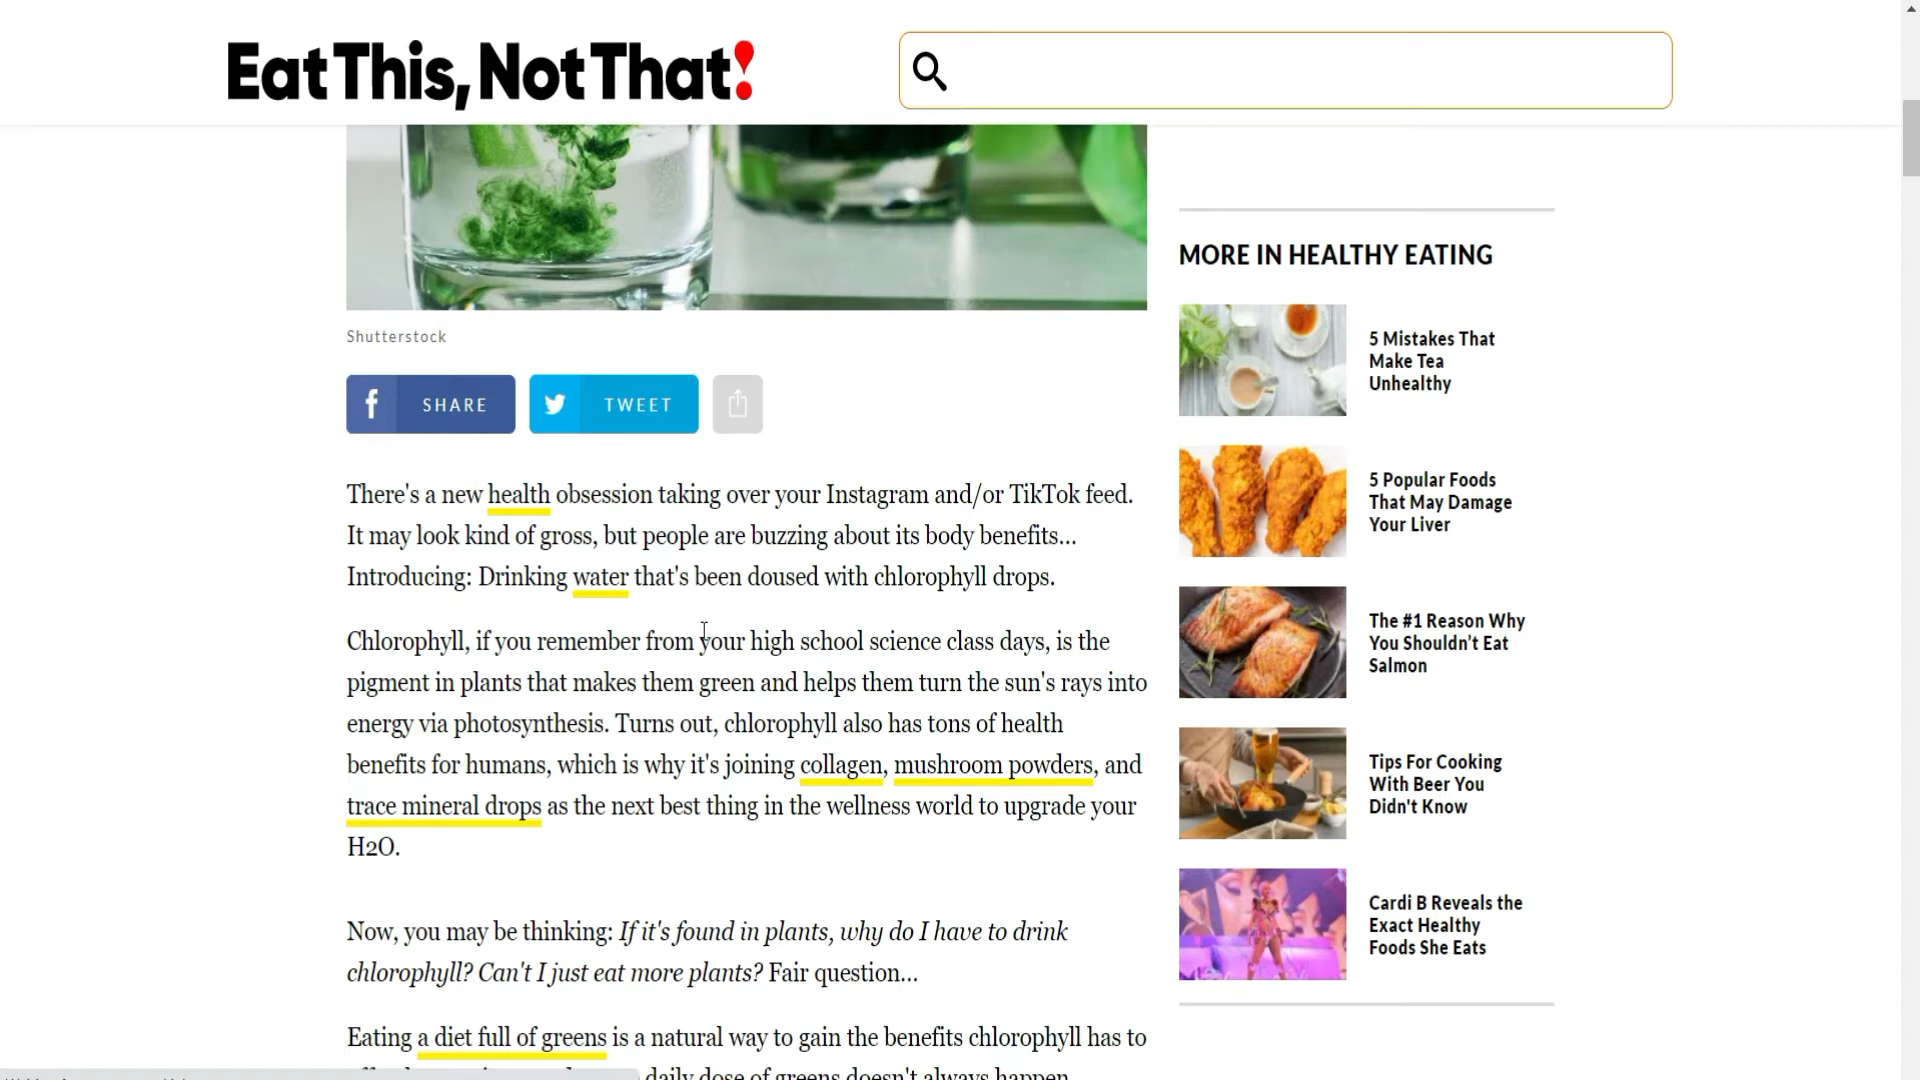 Eat This, Not That!
Shutterstock
SHARE
TWEET
There's a new health obsession taking over your Instagram and/or TikTok feed.
It may look kind of gross, but people are buzzing about its body benefits…
Introducing: Drinking water that's been doused with chlorophyll drops.
Chlorophyll, if you remember from your high school science class days, is the
pigment in plants that makes them green and helps them turn the sun's rays into
energy via photosynthesis. Turns out, chlorophyll also has tons of health
benefits for humans, which is why it's joining collagen, mushroom powders, and
trace mineral drops as the next best thing in the wellness world to upgrade your
H2O.
Now, you may be thinking: If it's found in plants, why do I have to drink
chlorophyll? Can't I just eat more plants? Fair question…
Eating a diet full of greens is a natural way to gain the benefits chlorophyll has to
daily dose of greens doesn't always happen
MORE IN HEALTHY EATING
5 Mistakes That
Make Tea
Unhealthy
5 Popular Foods
That May Damage
Your Liver
The #1 Reason Why
You Shouldn’t Eat
Salmon
Tips For Cooking
With Beer You
Didn't Know
Cardi B Reveals the
Exact Healthy
Foods She Eats